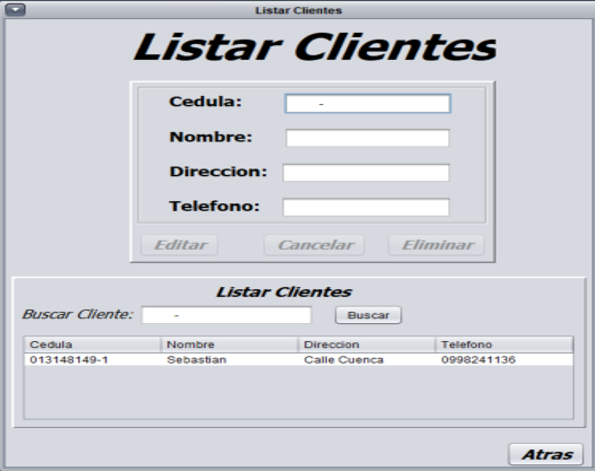 Listar Clientes
Listar Clientes
Cedula: -
Nombre:
Direccion:
Telefono:
Editar Cancelar Eliminar
Listar Clientes
Buscar Cliente: - Buscar
Cedula Nombre Direccion Telefono
013148149-1 Sebastian Calle Cuenca 0998241136
Atras